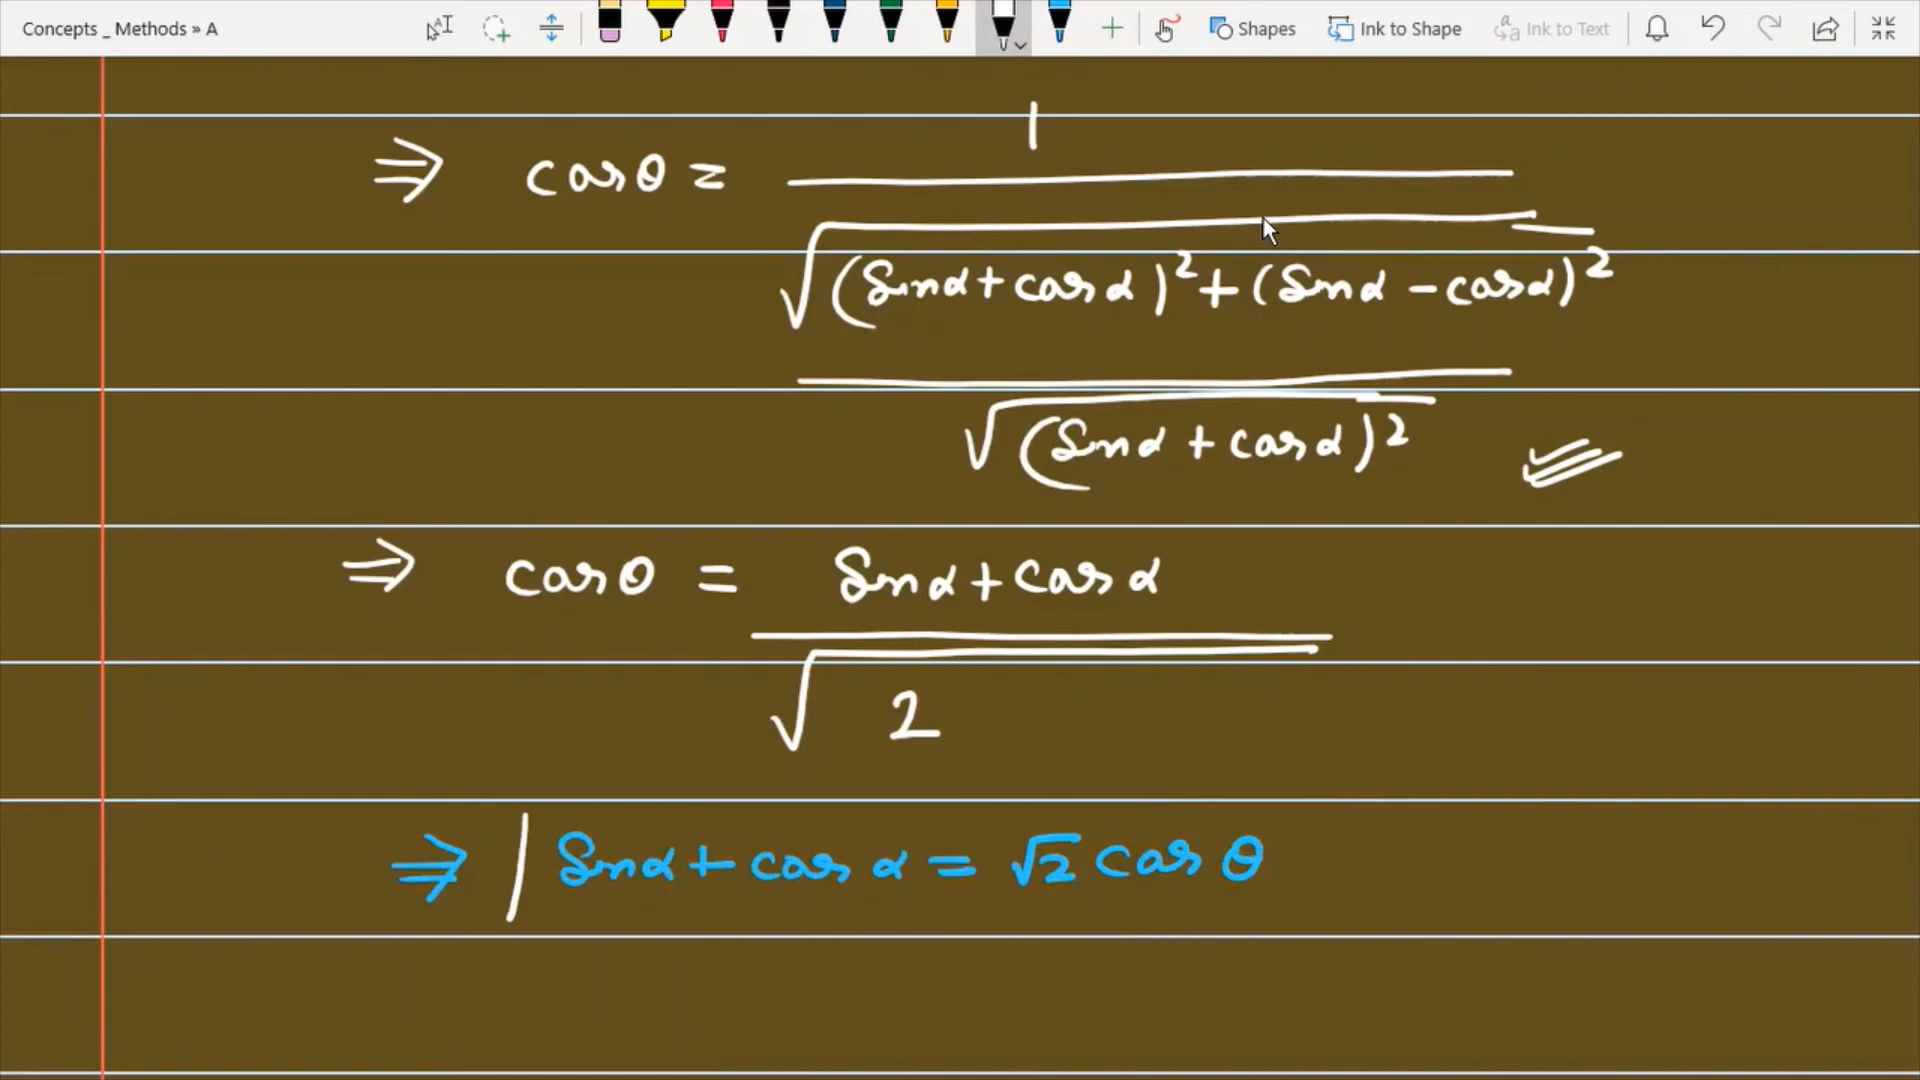 Concepts _ Methods » A Shapes Ink to Shape Ink to Text
⇒ cosθ = 1
√(sinα + cosα)² + (sinα - cosα)²
√(sinα + cosα)²
⇒ cosθ = sinα + cosα
√2
⇒ | sinα + cosα = √2 cosθ